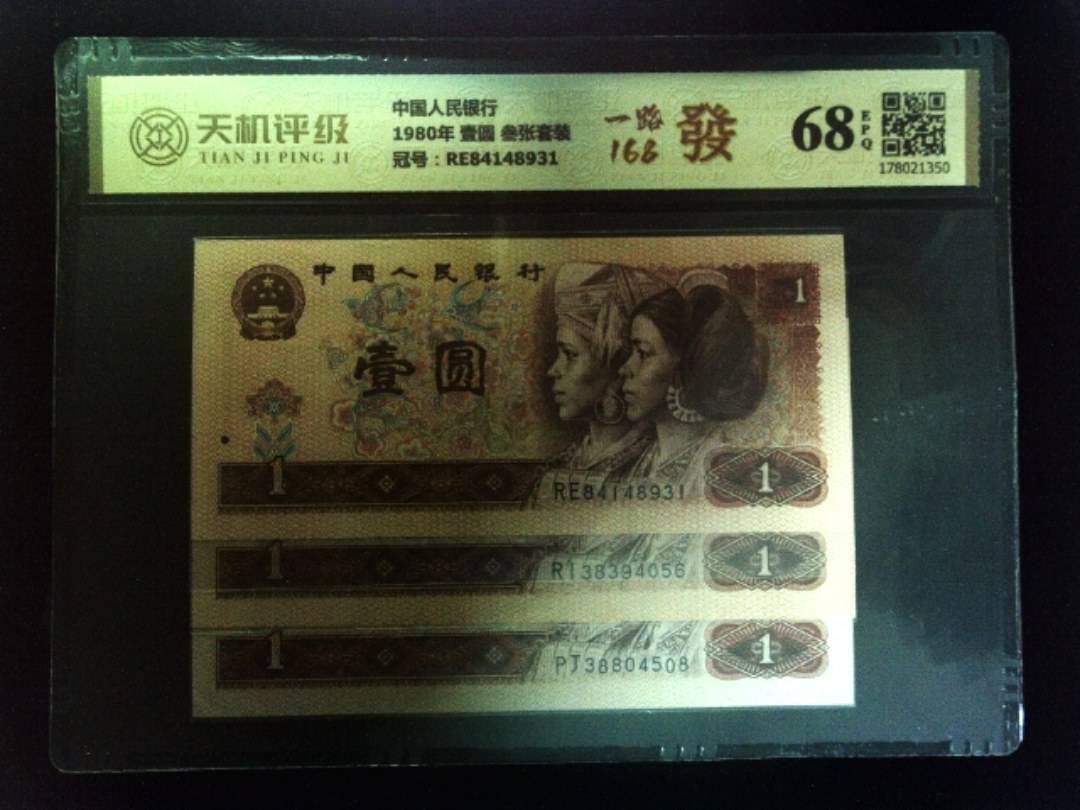 天机评级
TIAN JI PING JI
中国人民银行
1980年 壹圆 叁张套装
冠号：RE84148931
一路
168
發
68
EPQ
178021350
中国人民银行
1
壹圆
1
RE84148931
1
1
RI38394056
1
1
PJ38804508
1